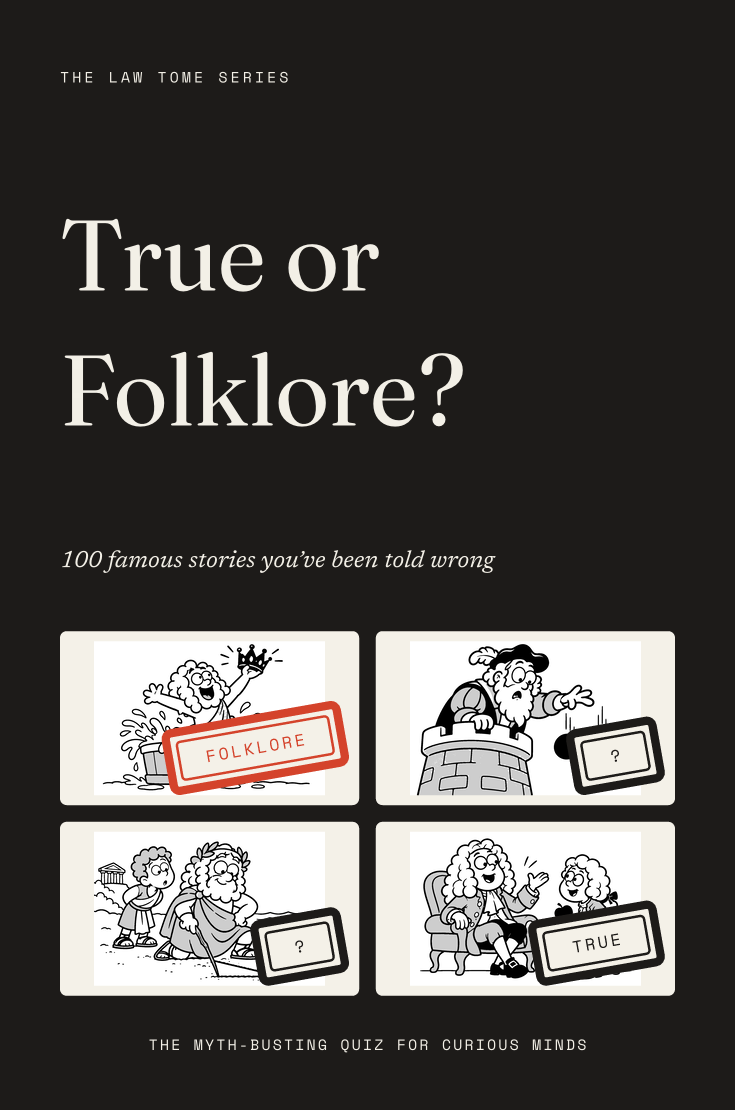 THE LAW TOME SERIES
True or
Folklore?
100 famous stories you’ve been told wrong
FOLKLORE
?
?
TRUE
THE MYTH-BUSTING QUIZ FOR CURIOUS MINDS